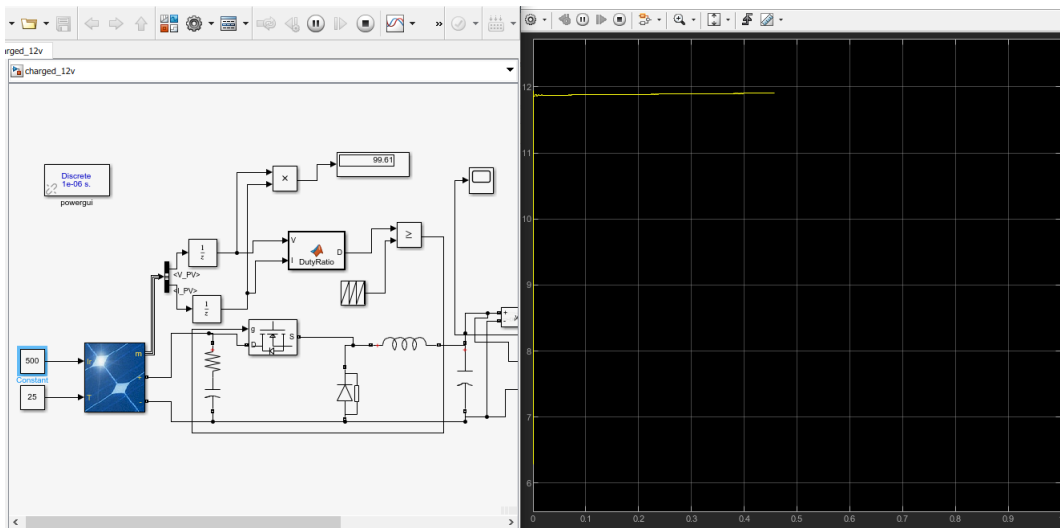 arged_12v
charged_12v
Discrete
1e-06 s.
powergui
×
99.61
1
z
<V_PV>
1
z
<I_PV>
V
I
DutyRatio
D
≥
g
D
S
+
-
500
Constant
25
Ir
T
m
+
-
12
11
10
9
8
7
6
0
0.1
0.2
0.3
0.4
0.5
0.6
0.7
0.8
0.9